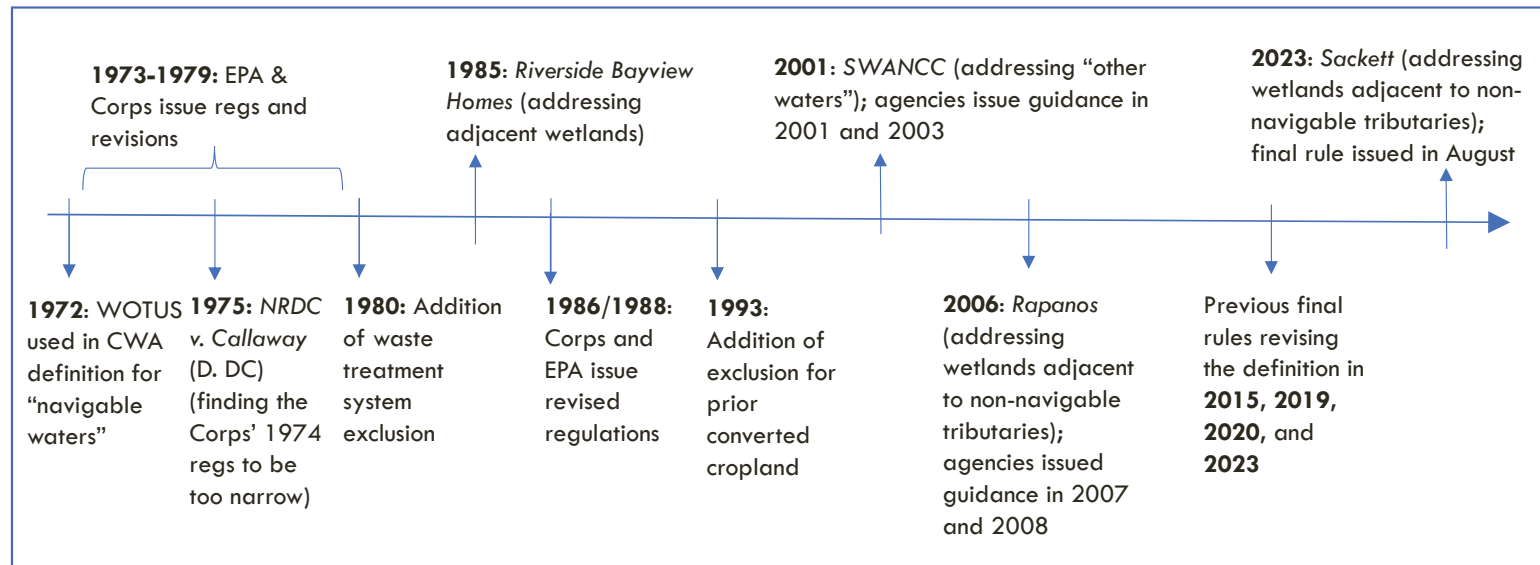 1973-1979: EPA &
Corps issue regs and
revisions
1985: Riverside Bayview
Homes (addressing
adjacent wetlands)
2001: SWANCC (addressing “other
waters”); agencies issue guidance in
2001 and 2003
2023: Sackett (addressing
wetlands adjacent to non-
navigable tributaries);
final rule issued in August
1972: WOTUS
used in CWA
definition for
“navigable
waters”
1975: NRDC
v. Callaway
(D. DC)
(finding the
Corps’ 1974
regs to be
too narrow)
1980: Addition
of waste
treatment
system
exclusion
1986/1988:
Corps and
EPA issue
revised
regulations
1993:
Addition of
exclusion for
prior
converted
cropland
2006: Rapanos
(addressing
wetlands adjacent
to non-navigable
tributaries);
agencies issued
guidance in 2007
and 2008
Previous final
rules revising
the definition in
2015, 2019,
2020, and
2023